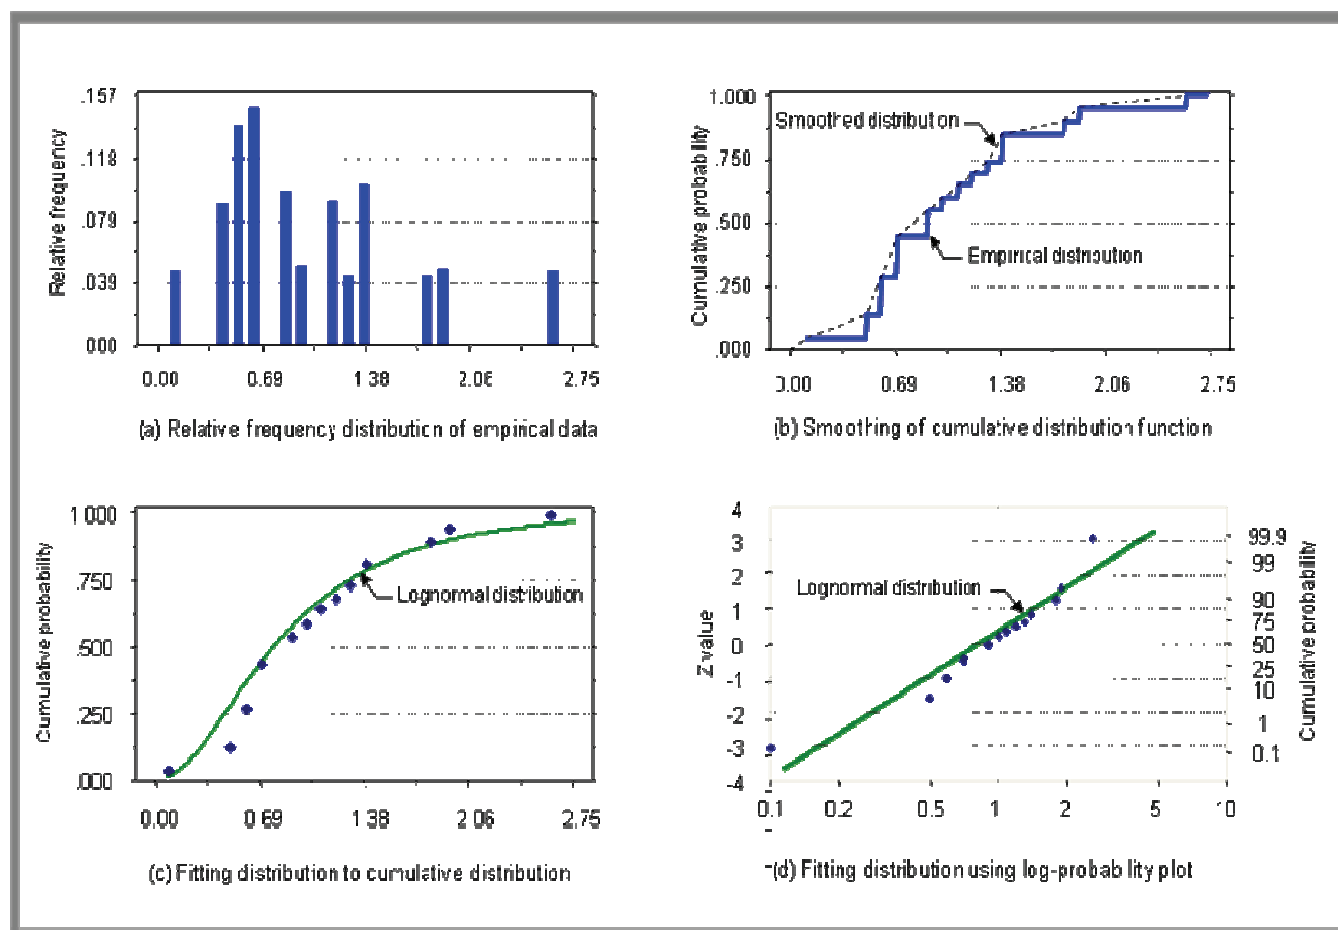 .157
.118
.079
.039
.000
Relative frequency
0.00 0.69 1.38 2.06 2.75
(a) Relative frequency distribution of empirical data
1.000
.750
.500
.250
.000
Cumulative probability
Smoothed distribution
Empirical distribution
0.00 0.69 1.38 2.06 2.75
(b) Smoothing of cumulative distribution function
1.000
.750
.500
.250
.000
Cumulative probability
Lognormal distribution
0.00 0.69 1.38 2.06 2.75
(c) Fitting distribution to cumulative distribution
4
3
2
1
0
-1
-2
-3
-4
Z value
Lognormal distribution
99.9
99
90
75
50
25
10
1
0.1
Cumulative probability
0.1 0.2 0.5 1 2 5 10
(d) Fitting distribution using log-probability plot